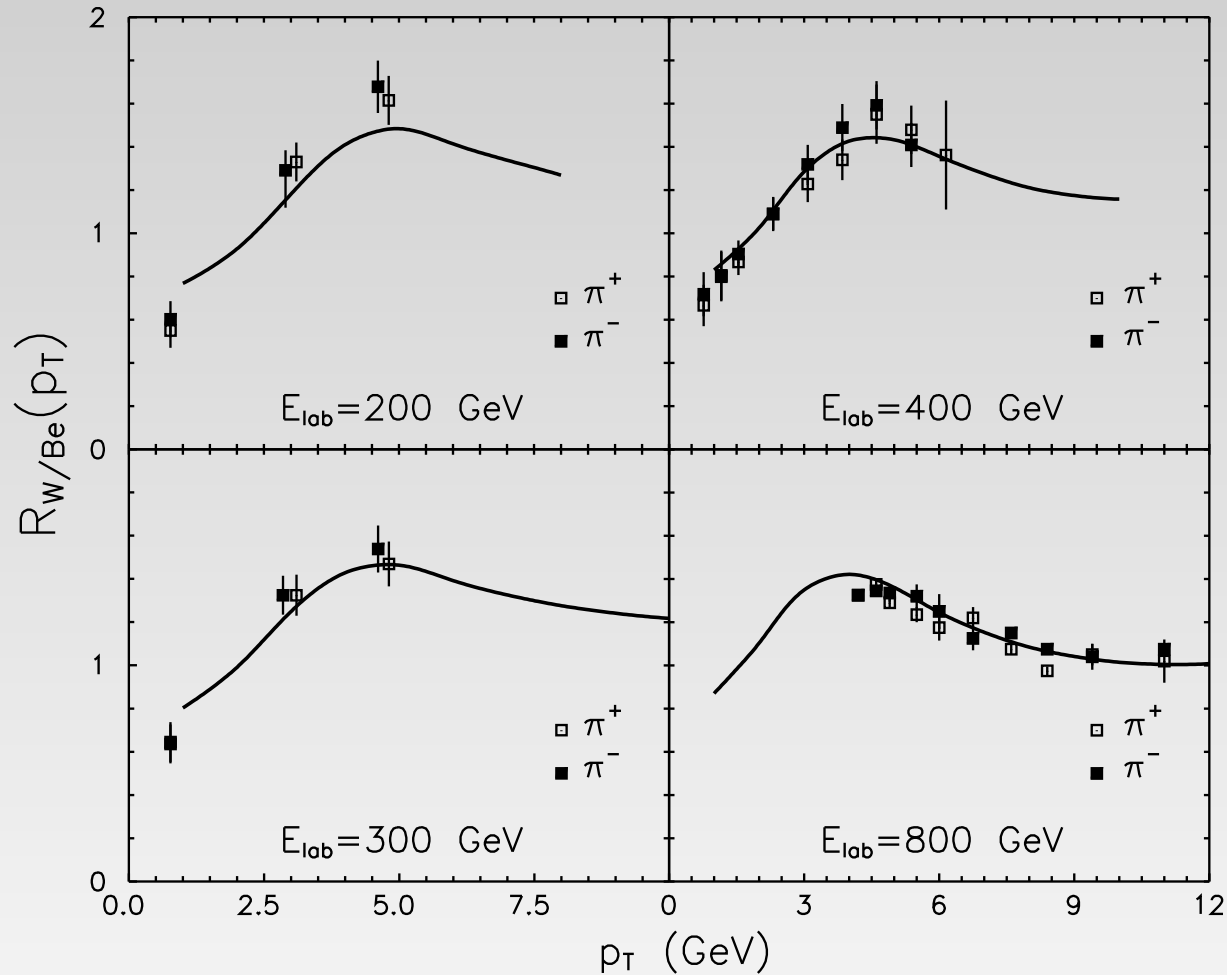 2
1
0
π⁺
π⁻
E_lab=200 GeV
π⁺
π⁻
E_lab=400 GeV
R_W/Be(p_T)
1
0
π⁺
π⁻
E_lab=300 GeV
π⁺
π⁻
E_lab=800 GeV
0.0 2.5 5.0 7.5 0 3 6 9 12
p_T (GeV)